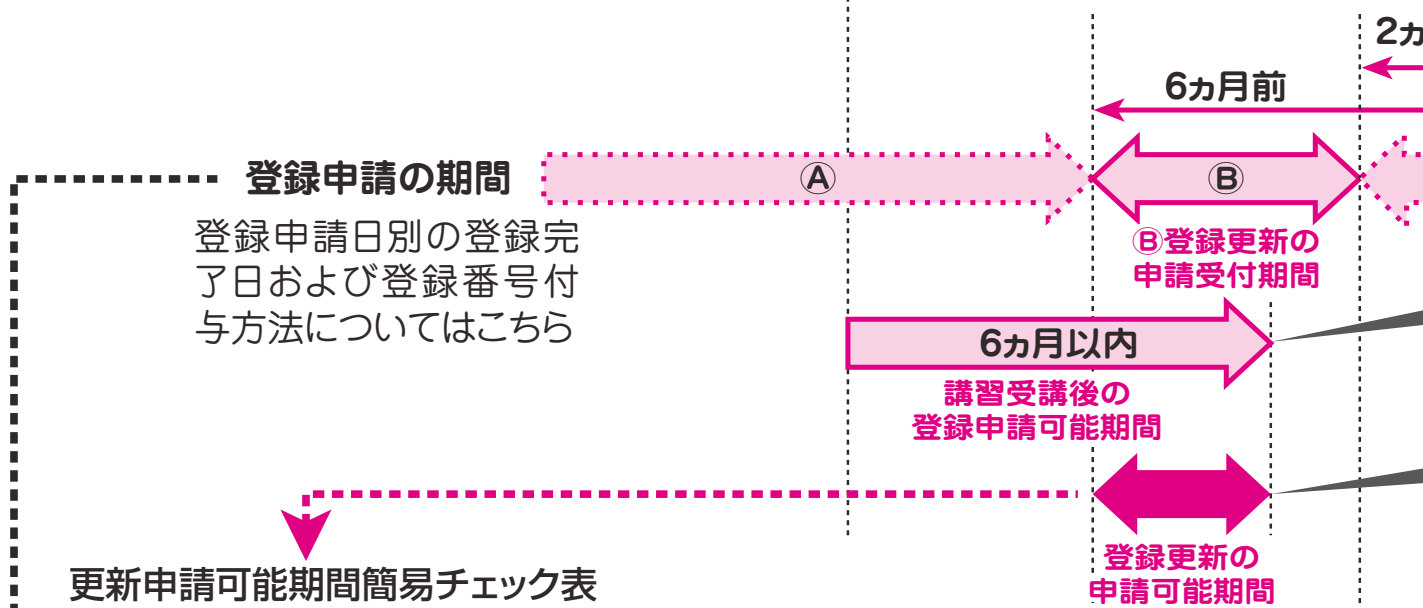 2カ
6ヵ月前
登録申請の期間
Ⓐ
Ⓑ
登録申請日別の登録完
了日および登録番号付
与方法についてはこちら
Ⓑ登録更新の
申請受付期間
6ヵ月以内
講習受講後の
登録申請可能期間
登録更新の
申請可能期間
更新申請可能期間簡易チェック表